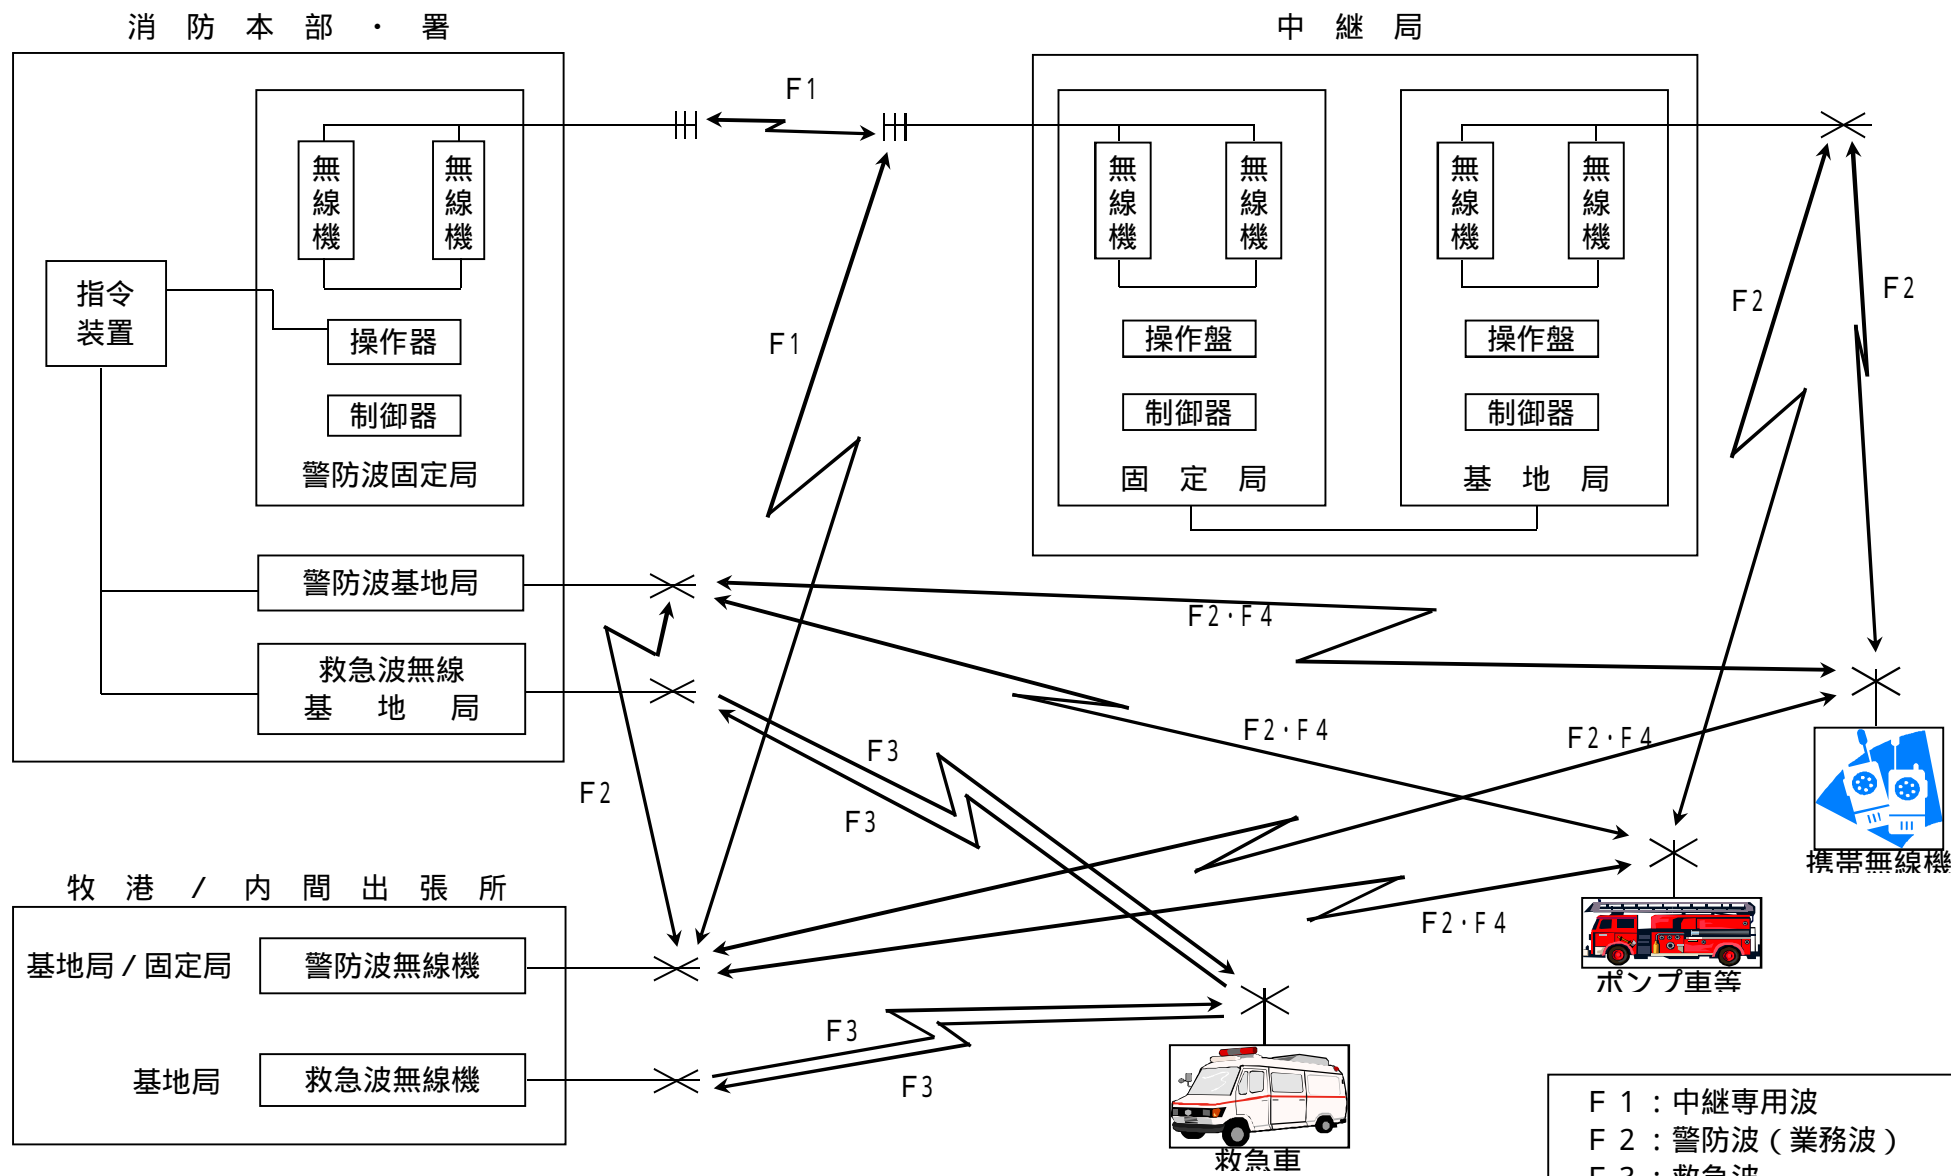 消防本部・署
中継局
F1
無線機
無線機
無線機
無線機
無線機
無線機
指令
装置
操作器
制御器
警防波固定局
F1
操作盤
制御器
固定局
操作盤
制御器
基地局
F2
F2
警防波基地局
救急波無線
基地局
F2・F4
F2・F4
F2・F4
F2・F4
F3
F3
F2
携帯無線機
ポンプ車等
牧港/内間出張所
基地局/固定局
警防波無線機
基地局
救急波無線機
F3
F3
救急車
F1:中継専用波
F2:警防波(業務波)
F3:救急波